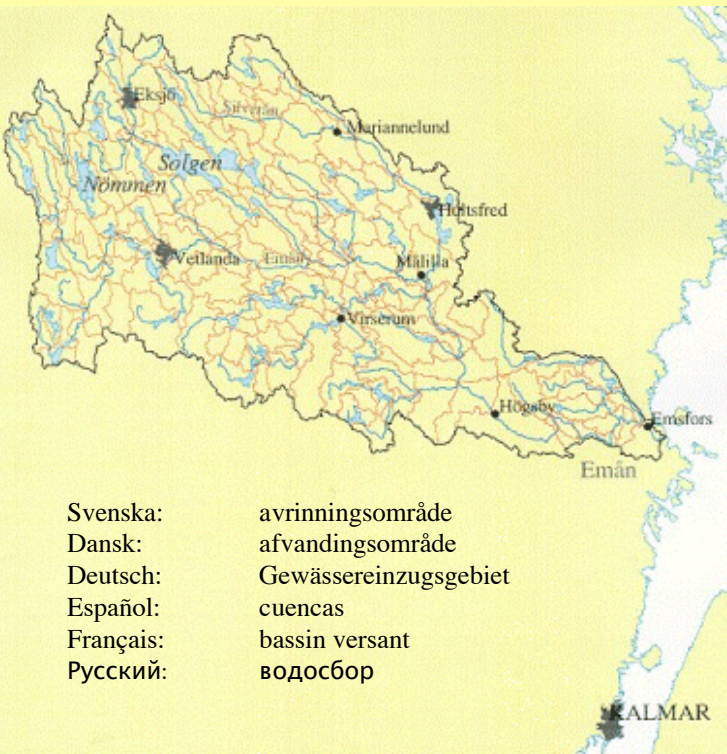 Eksjö
Silverån
Mariannelund
Solgen
Nömmen
Hultsfred
Vetlanda
Emån
Målilla
Virserum
Högsby
Emsfors
Emån
Svenska: avrinningsområde
Dansk: afvandingsområde
Deutsch: Gewässereinzugsgebiet
Español: cuencas
Français: bassin versant
Русский: водосбор
KALMAR